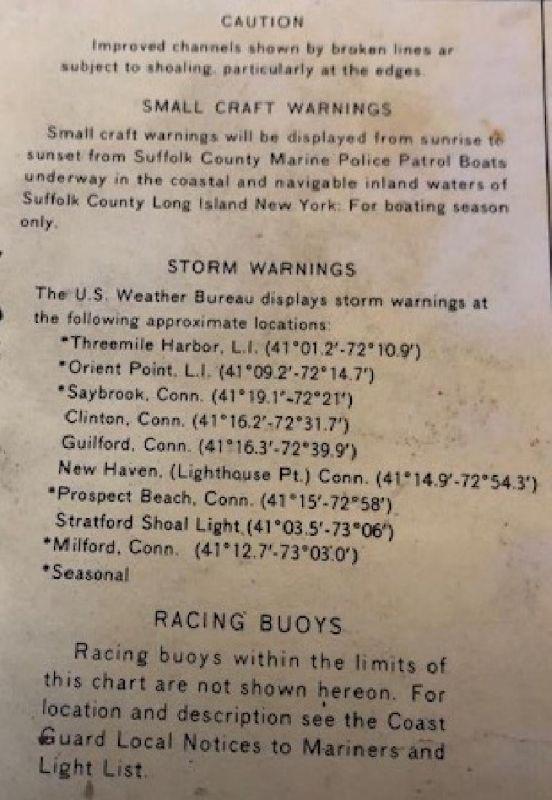 CAUTION
Improved channels shown by broken lines ar
subject to shoaling, particularly at the edges.
SMALL CRAFT WARNINGS
Small craft warnings will be displayed from sunrise to
sunset from Suffolk County Marine Police Patrol Boats
underway in the coastal and navigable inland waters of
Suffolk County Long Island New York. For boating season
only.
STORM WARNINGS
The U.S. Weather Bureau displays storm warnings at
the following approximate locations:
*Threemile Harbor, L.I. (41°01.2'-72°10.9')
*Orient Point, L.I. (41°09.2'-72°14.7')
*Saybrook, Conn. (41°19.1'-72°21')
Clinton, Conn. (41°16.2'-72°31.7')
Guilford, Conn. (41°16.3'-72°39.9')
New Haven, (Lighthouse Pt.) Conn. (41°14.9'-72°54.3')
*Prospect Beach, Conn. (41°15'-72°58')
Stratford Shoal Light (41°03.5'-73°06')
*Milford, Conn. (41°12.7'-73°03.0')
*Seasonal
RACING BUOYS
Racing buoys within the limits of
this chart are not shown hereon. For
location and description see the Coast
Guard Local Notices to Mariners and
Light List.